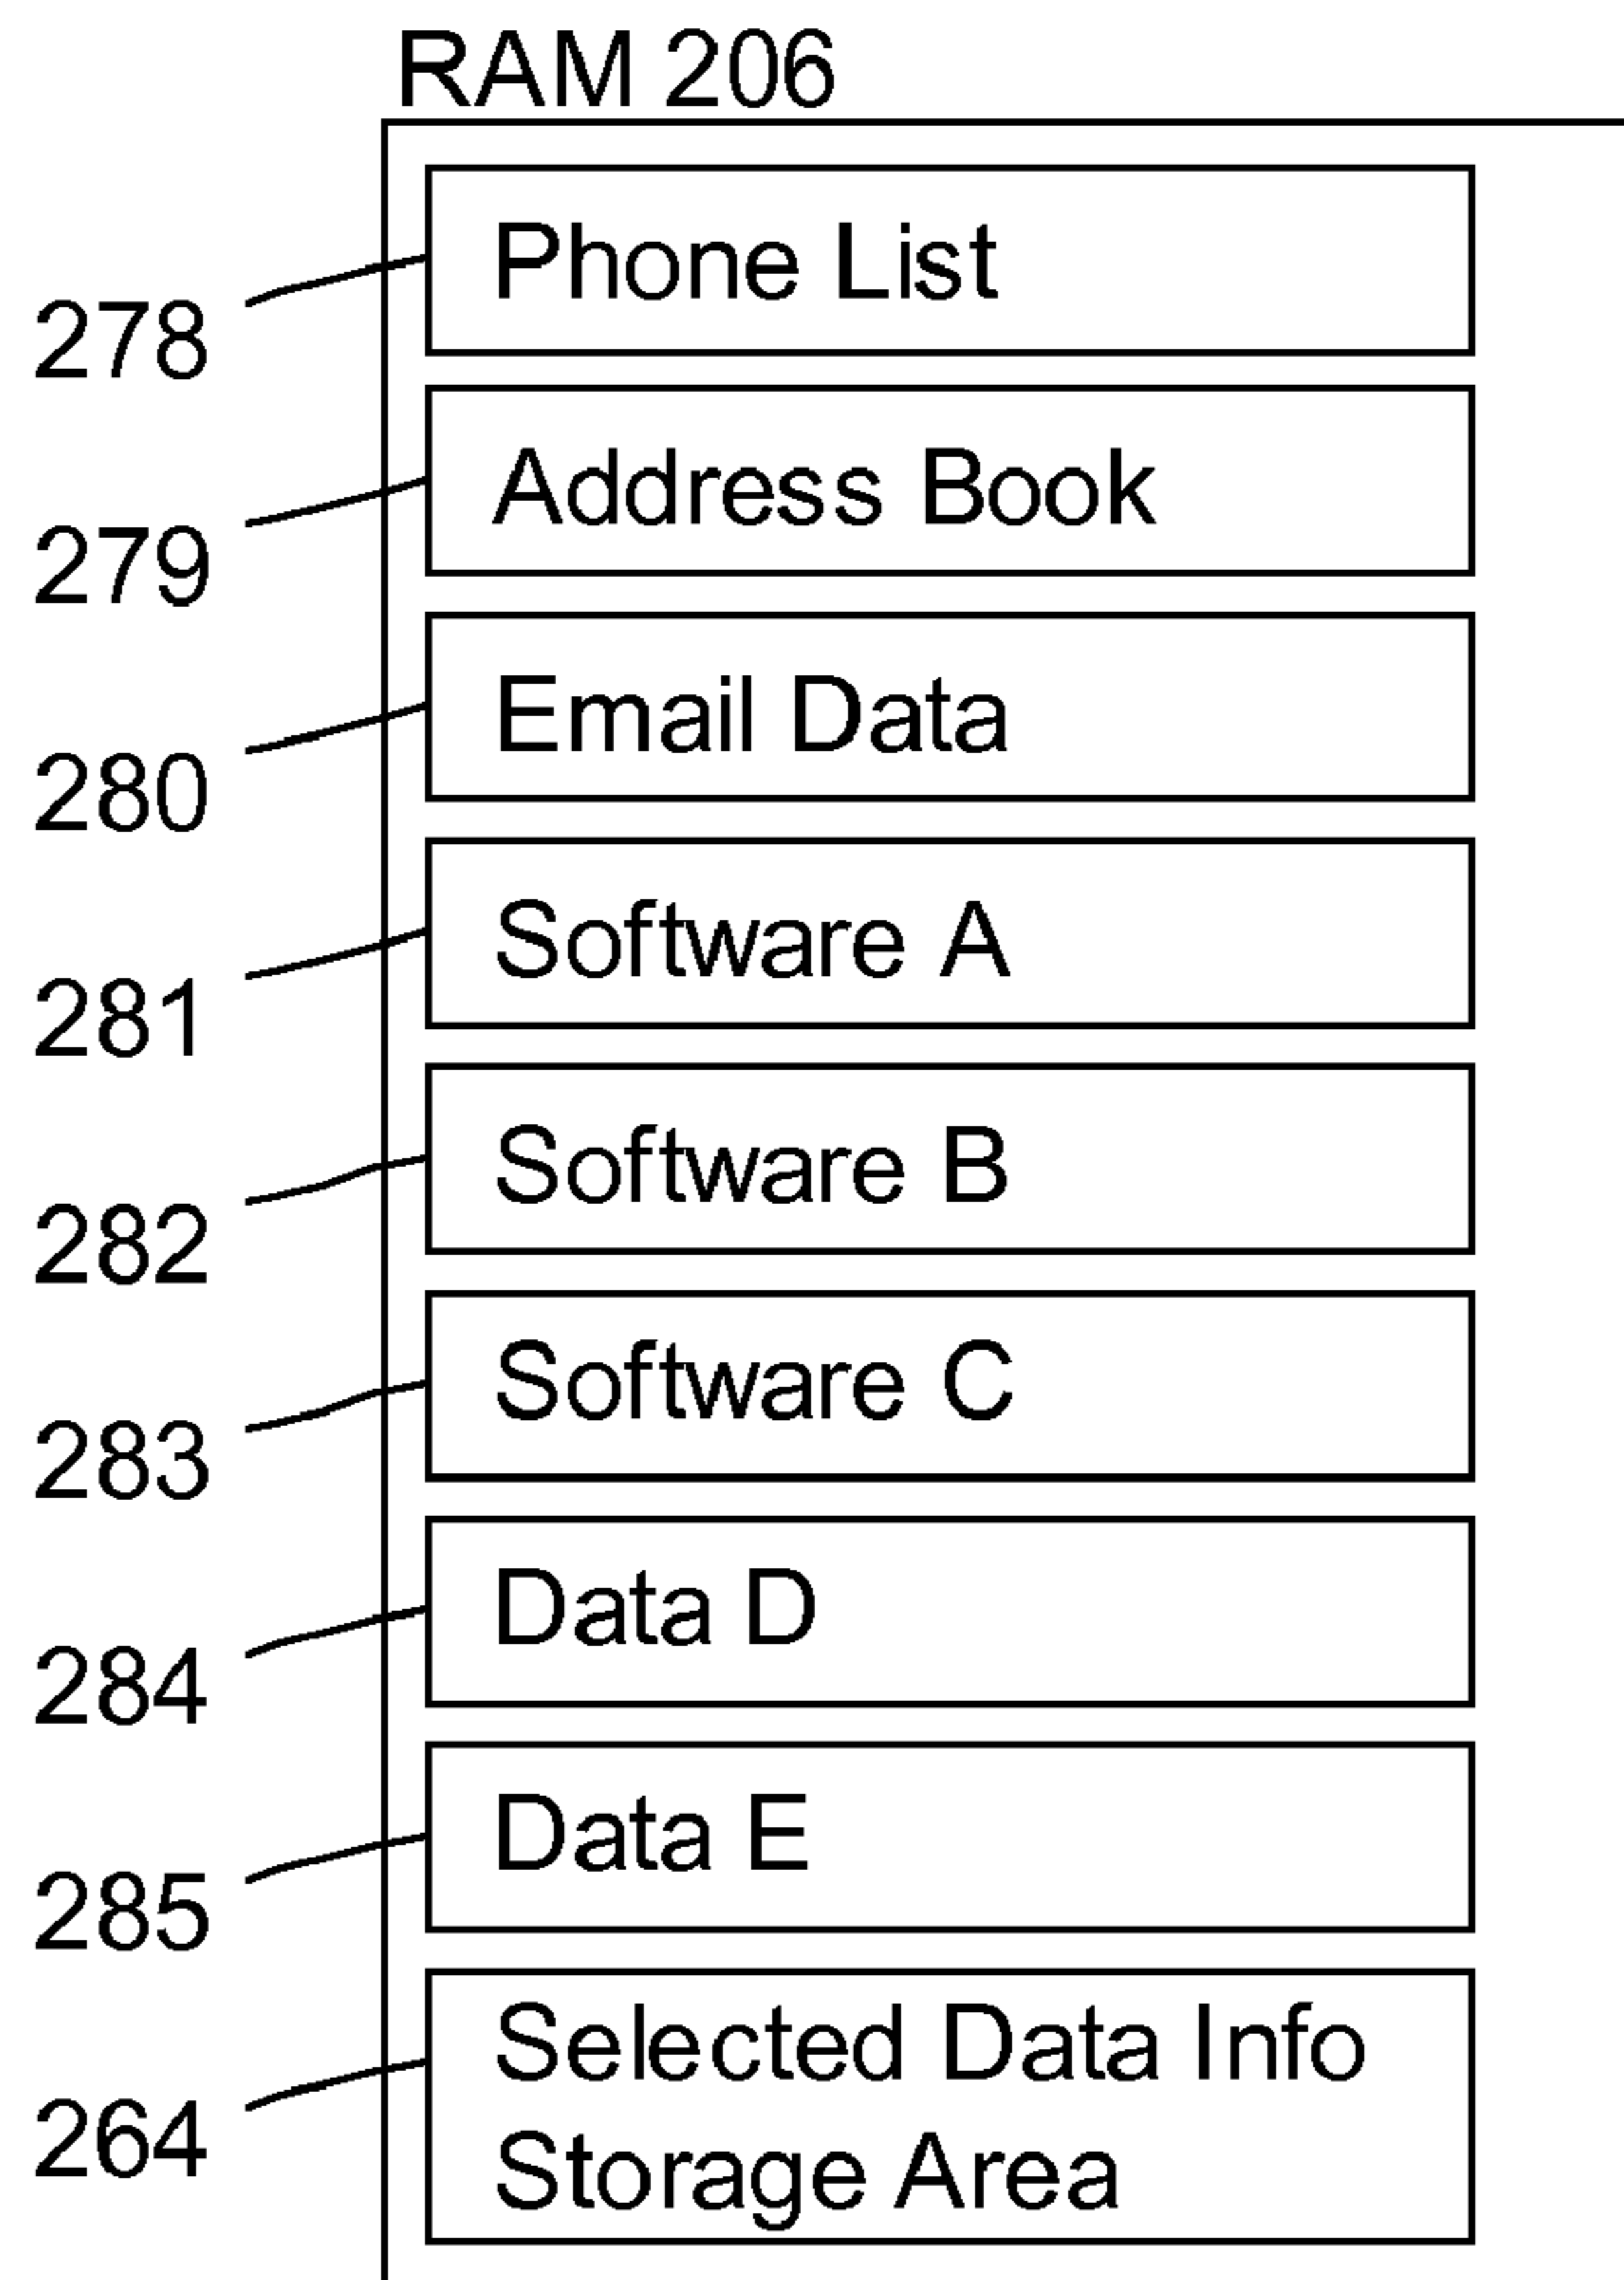 RAM 206
Phone List
278
Address Book
279
Email Data
280
Software A
281
Software B
282
Software C
283
Data D
284
Data E
285
Selected Data Info
Storage Area
264